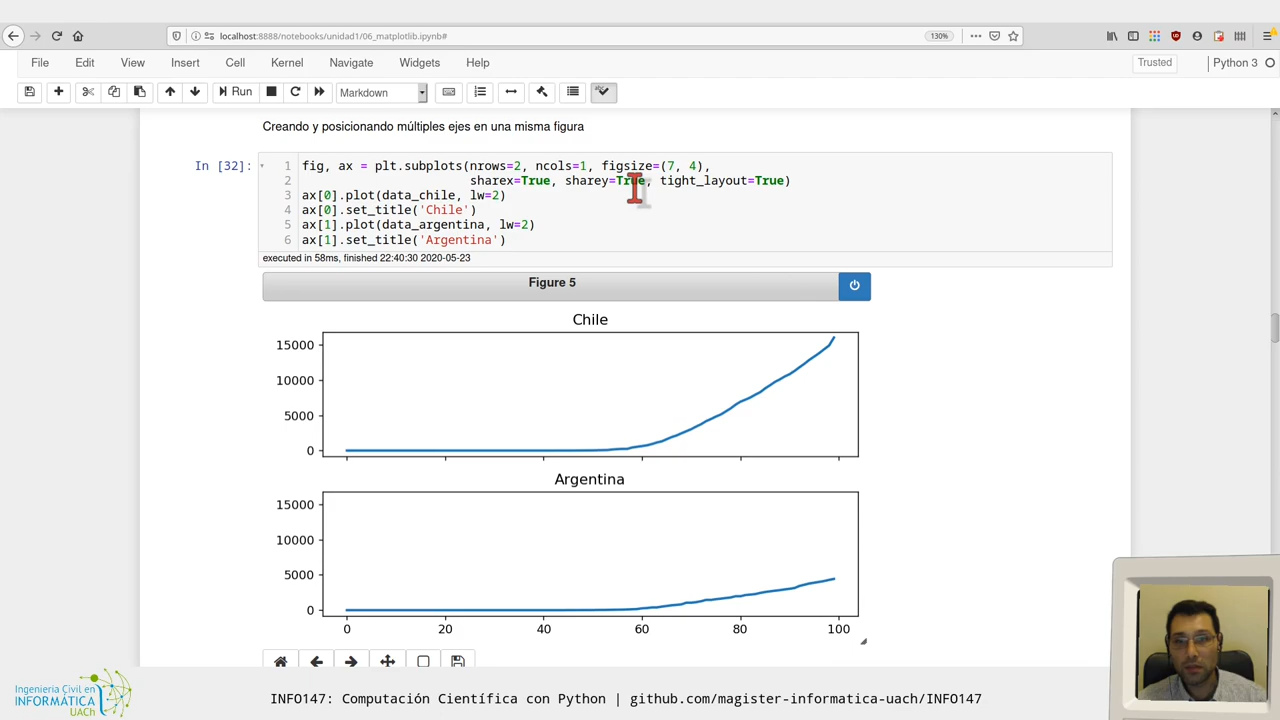 localhost:8888/notebooks/unidad1/06_matplotlib.ipynb#
130%
File Edit View Insert Cell Kernel Navigate Widgets Help
Trusted
Python 3
Run
Markdown
Creando y posicionando múltiples ejes en una misma figura
In [32]:
1 fig, ax = plt.subplots(nrows=2, ncols=1, figsize=(7, 4),
2 sharex=True, sharey=True, tight_layout=True)
3 ax[0].plot(data_chile, lw=2)
4 ax[0].set_title('Chile')
5 ax[1].plot(data_argentina, lw=2)
6 ax[1].set_title('Argentina')
executed in 58ms, finished 22:40:30 2020-05-23
Figure 5
Chile
15000
10000
5000
0
Argentina
15000
10000
5000
0
0 20 40 60 80 100
Ingeniería Civil en
INFORMÁTICA
UACh
INFO147: Computación Científica con Python | github.com/magister-informatica-uach/INFO147